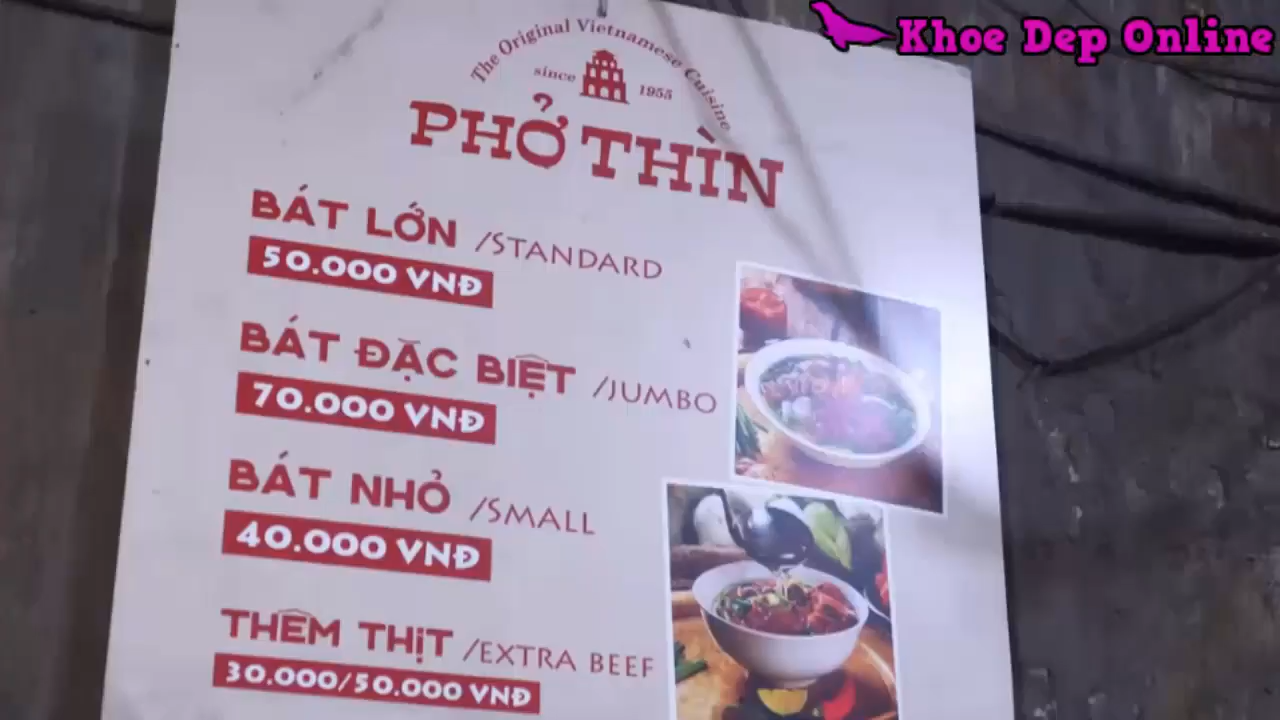 Khoe Dep Online
The Original Vietnamese Cuisine
since 1955
PHỞ THÌN
BÁT LỚN /STANDARD
50.000 VNĐ
BÁT ĐẶC BIỆT /JUMBO
70.000 VNĐ
BÁT NHỎ /SMALL
40.000 VNĐ
THÊM THỊT /EXTRA BEEF
30.000/50.000 VNĐ